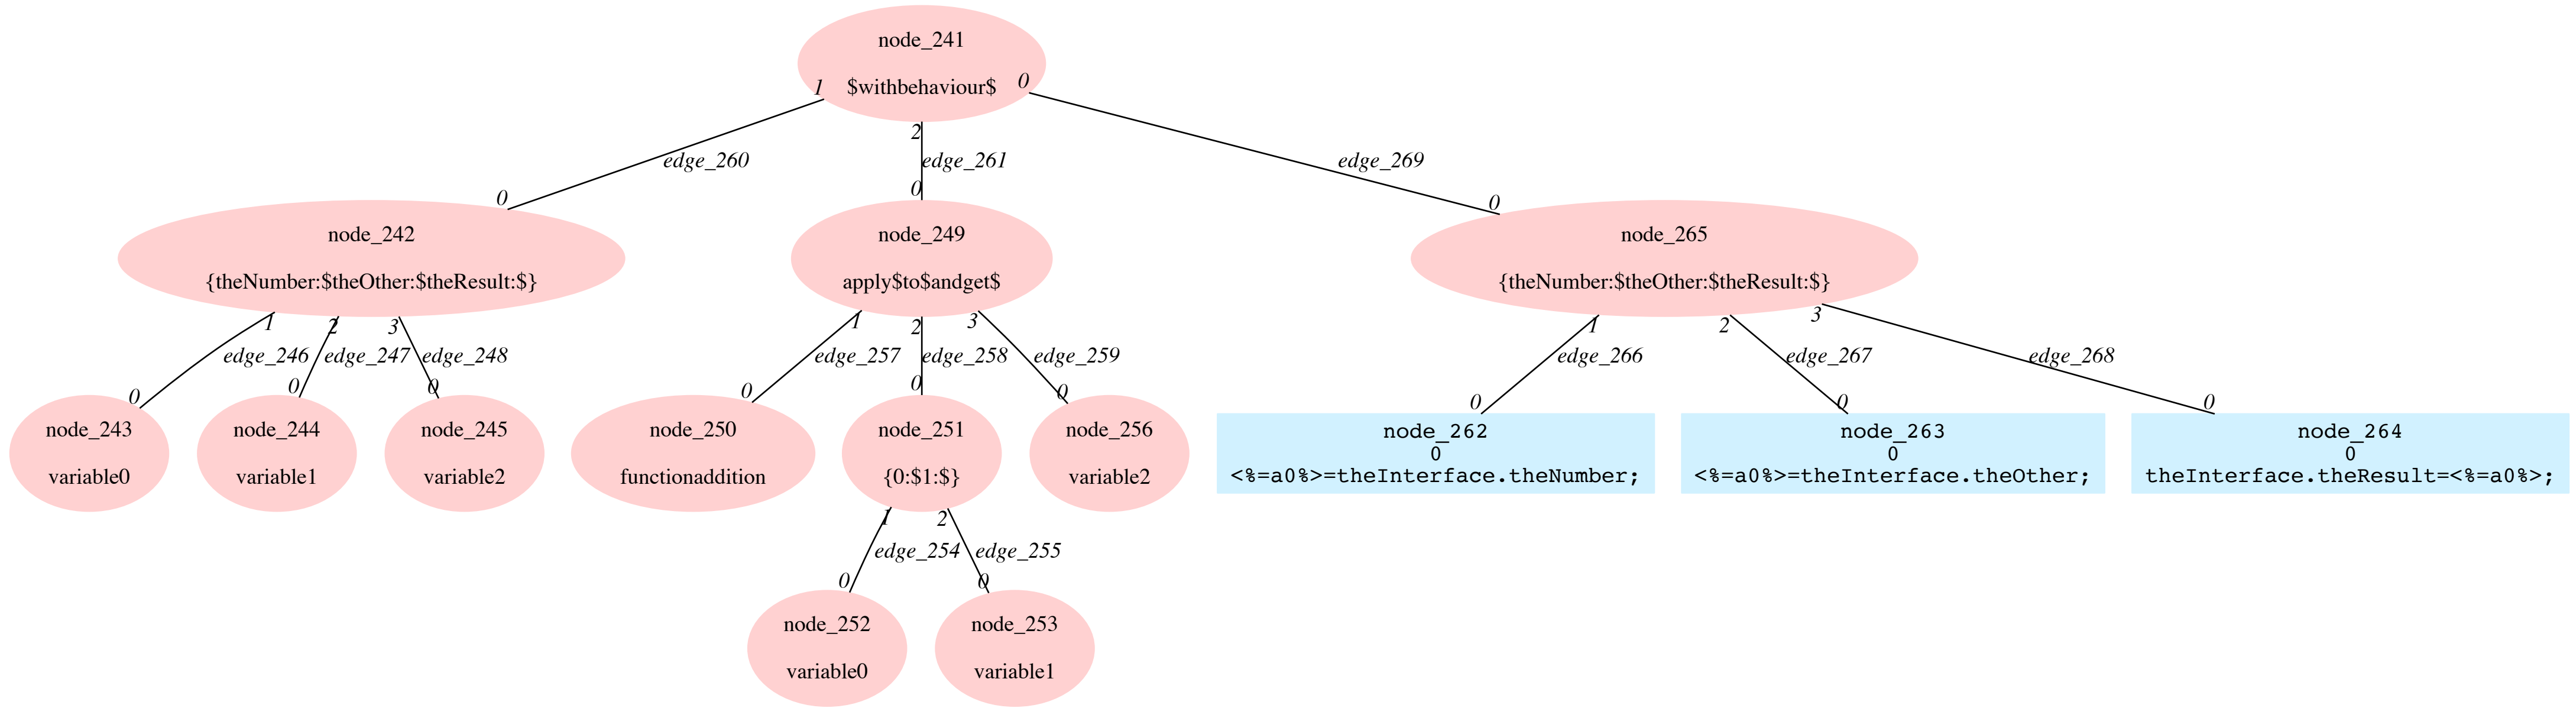 node_241
1 $withbehaviour$ 0
2
edge_260 edge_261 edge_269
0 0 0
node_242 node_249 node_265
{theNumber:$theOther:$theResult:$} apply$to$andget$ {theNumber:$theOther:$theResult:$}
1 2 3 1 2 3 1 2 3
edge_246 edge_247 edge_248 edge_257 edge_258 edge_259 edge_266 edge_267 edge_268
0 0 0 0 0 0 0 0 0
node_243 node_244 node_245 node_250 node_251 node_256 node_262 node_263 node_264
0 0 0
variable0 variable1 variable2 functionaddition {0:$1:$} variable2 <%=a0%>=theInterface.theNumber; <%=a0%>=theInterface.theOther; theInterface.theResult=<%=a0%>;
1 2
edge_254 edge_255
0 0
node_252 node_253
variable0 variable1